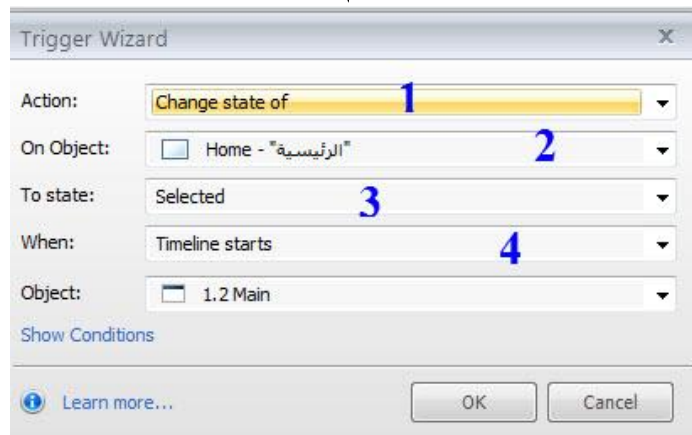 Trigger Wizard x
Action: Change state of 1
On Object: Home - "الرئيسية" 2
To state: Selected 3
When: Timeline starts 4
Object: 1.2 Main
Show Conditions
Learn more... OK Cancel